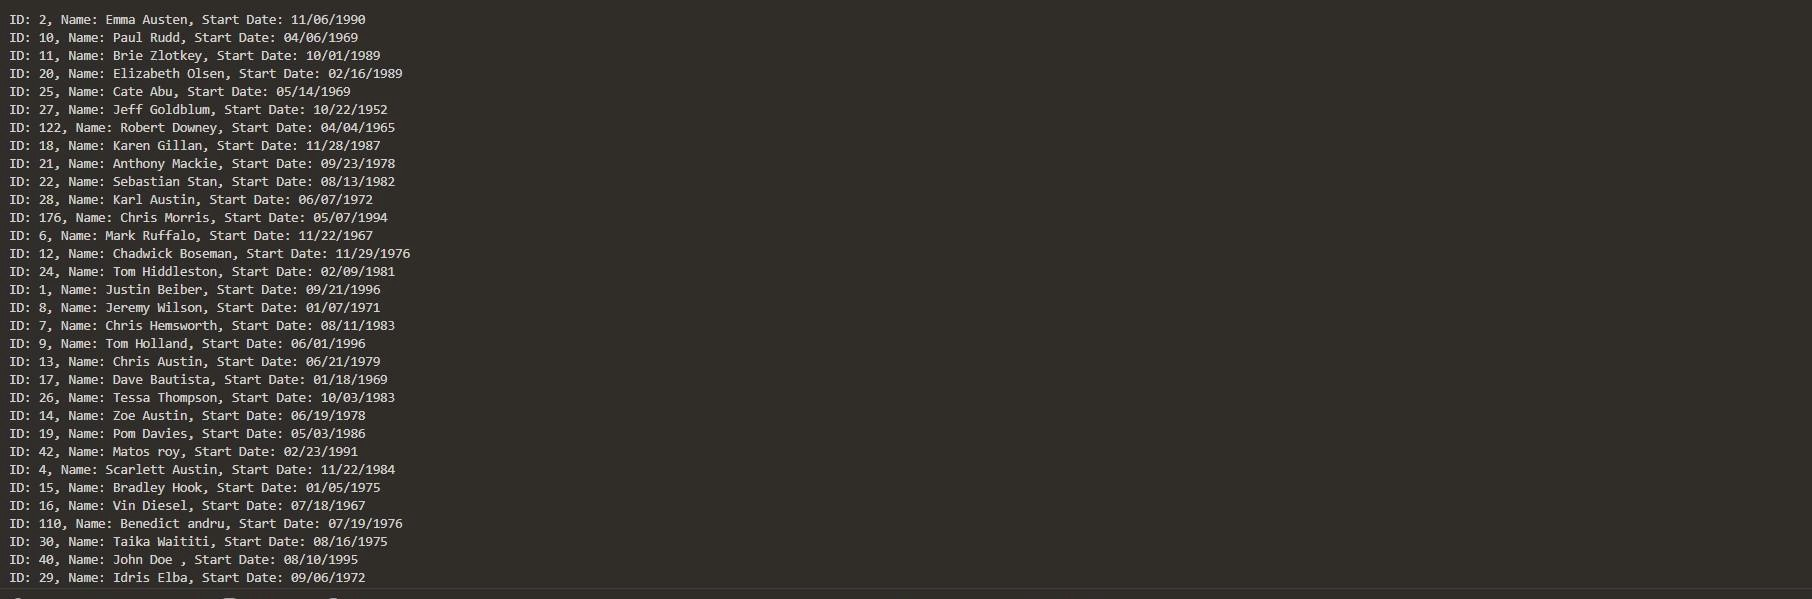 ID: 2, Name: Emma Austen, Start Date: 11/06/1990
ID: 10, Name: Paul Rudd, Start Date: 04/06/1969
ID: 11, Name: Brie Zlotkey, Start Date: 10/01/1989
ID: 20, Name: Elizabeth Olsen, Start Date: 02/16/1989
ID: 25, Name: Cate Abu, Start Date: 05/14/1969
ID: 27, Name: Jeff Goldblum, Start Date: 10/22/1952
ID: 122, Name: Robert Downey, Start Date: 04/04/1965
ID: 18, Name: Karen Gillan, Start Date: 11/28/1987
ID: 21, Name: Anthony Mackie, Start Date: 09/23/1978
ID: 22, Name: Sebastian Stan, Start Date: 08/13/1982
ID: 28, Name: Karl Austin, Start Date: 06/07/1972
ID: 176, Name: Chris Morris, Start Date: 05/07/1994
ID: 6, Name: Mark Ruffalo, Start Date: 11/22/1967
ID: 12, Name: Chadwick Boseman, Start Date: 11/29/1976
ID: 24, Name: Tom Hiddleston, Start Date: 02/09/1981
ID: 1, Name: Justin Beiber, Start Date: 09/21/1996
ID: 8, Name: Jeremy Wilson, Start Date: 01/07/1971
ID: 7, Name: Chris Hemsworth, Start Date: 08/11/1983
ID: 9, Name: Tom Holland, Start Date: 06/01/1996
ID: 13, Name: Chris Austin, Start Date: 06/21/1979
ID: 17, Name: Dave Bautista, Start Date: 01/18/1969
ID: 26, Name: Tessa Thompson, Start Date: 10/03/1983
ID: 14, Name: Zoe Austin, Start Date: 06/19/1978
ID: 19, Name: Pom Davies, Start Date: 05/03/1986
ID: 42, Name: Matos roy, Start Date: 02/23/1991
ID: 4, Name: Scarlett Austin, Start Date: 11/22/1984
ID: 15, Name: Bradley Hook, Start Date: 01/05/1975
ID: 16, Name: Vin Diesel, Start Date: 07/18/1967
ID: 110, Name: Benedict andru, Start Date: 07/19/1976
ID: 30, Name: Taika Waititi, Start Date: 08/16/1975
ID: 40, Name: John Doe , Start Date: 08/10/1995
ID: 29, Name: Idris Elba, Start Date: 09/06/1972